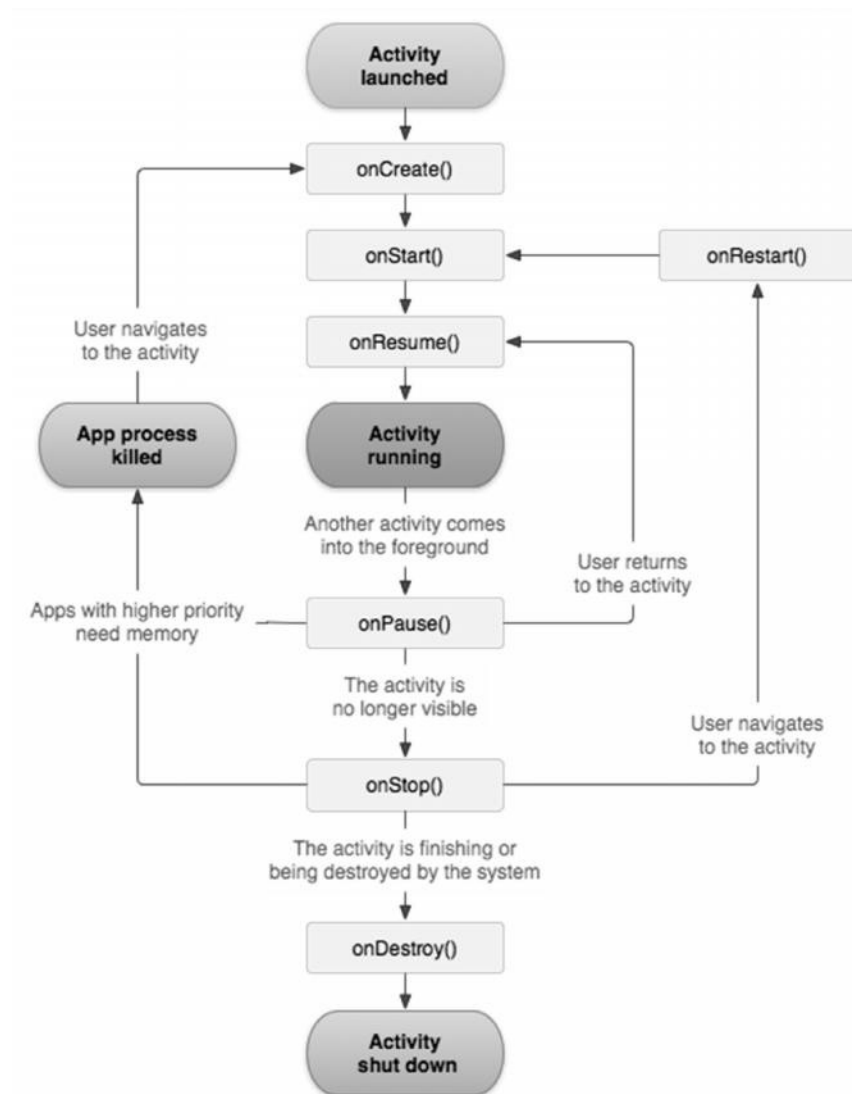 Activity
launched
onCreate()
onStart()
onRestart()
User navigates
to the activity
onResume()
App process
killed
Activity
running
Another activity comes
into the foreground
User returns
to the activity
Apps with higher priority
need memory
onPause()
The activity is
no longer visible
User navigates
to the activity
onStop()
The activity is finishing or
being destroyed by the system
onDestroy()
Activity
shut down